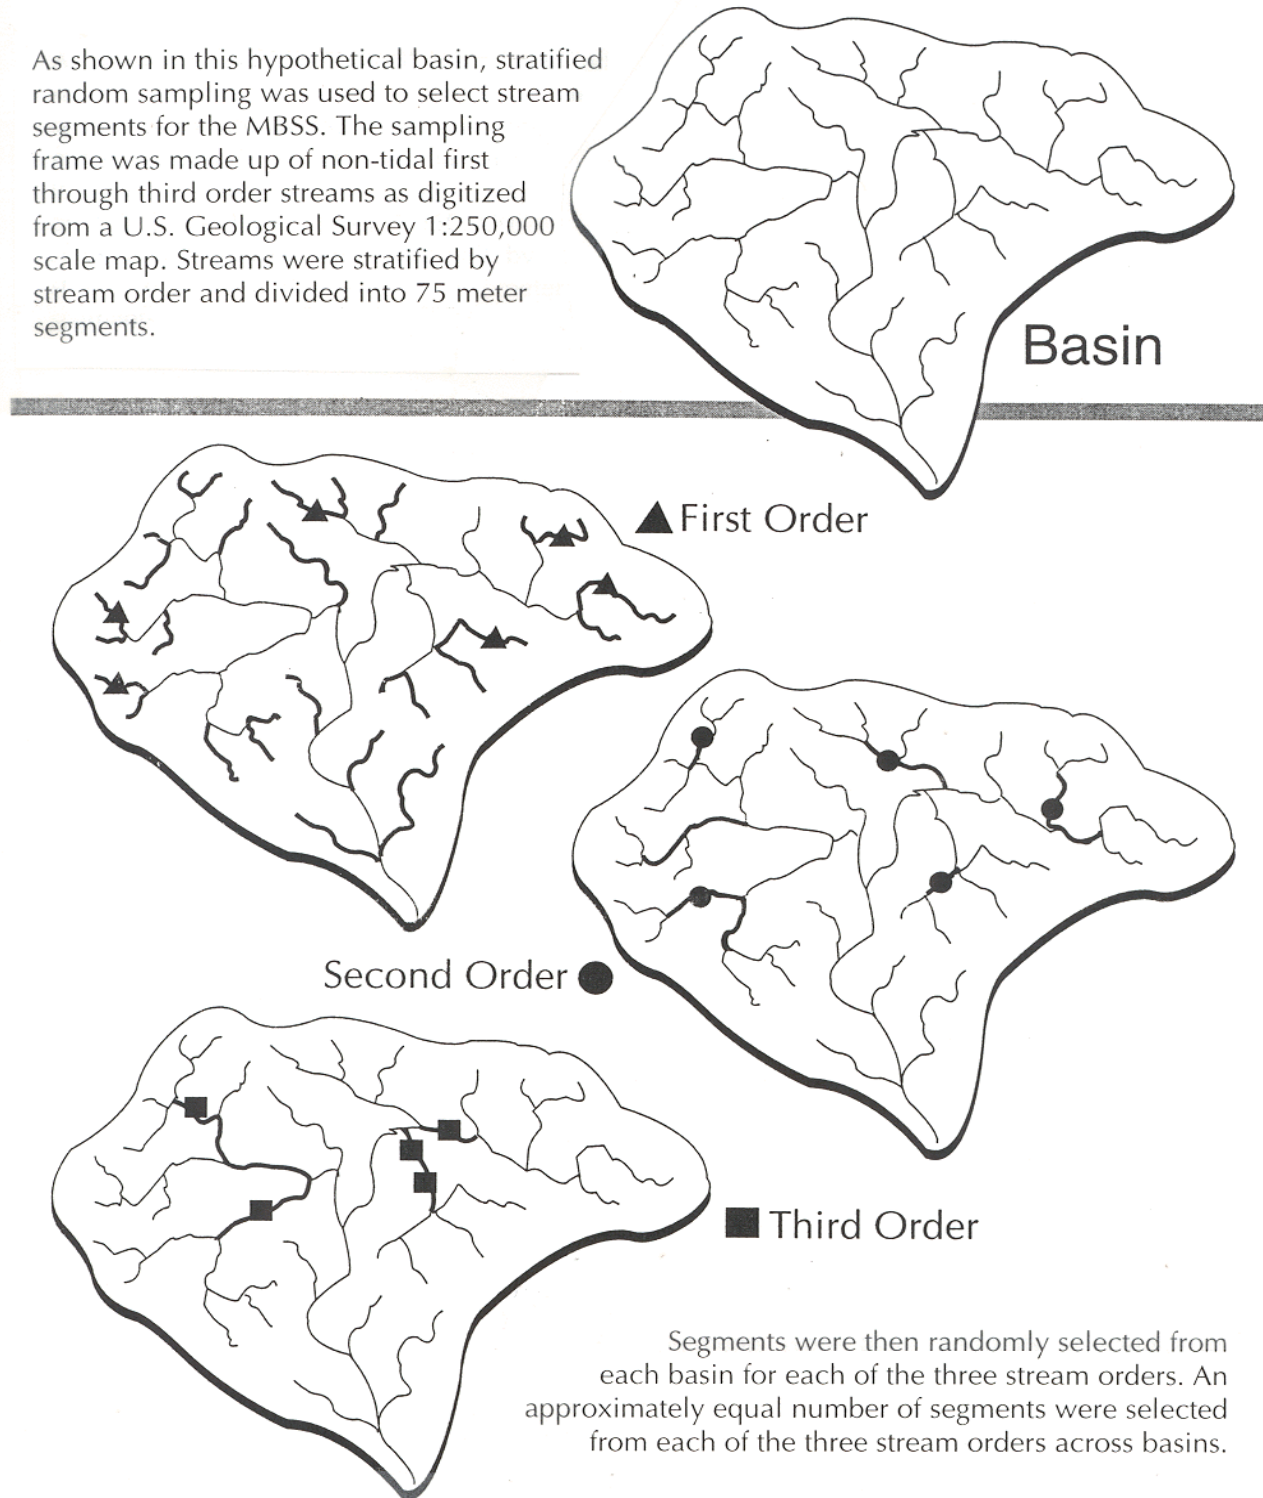 As shown in this hypothetical basin, stratified
random sampling was used to select stream
segments for the MBSS. The sampling
frame was made up of non-tidal first
through third order streams as digitized
from a U.S. Geological Survey 1:250,000
scale map. Streams were stratified by
stream order and divided into 75 meter
segments.
Basin
First Order
Second Order
Third Order
Segments were then randomly selected from
each basin for each of the three stream orders. An
approximately equal number of segments were selected
from each of the three stream orders across basins.